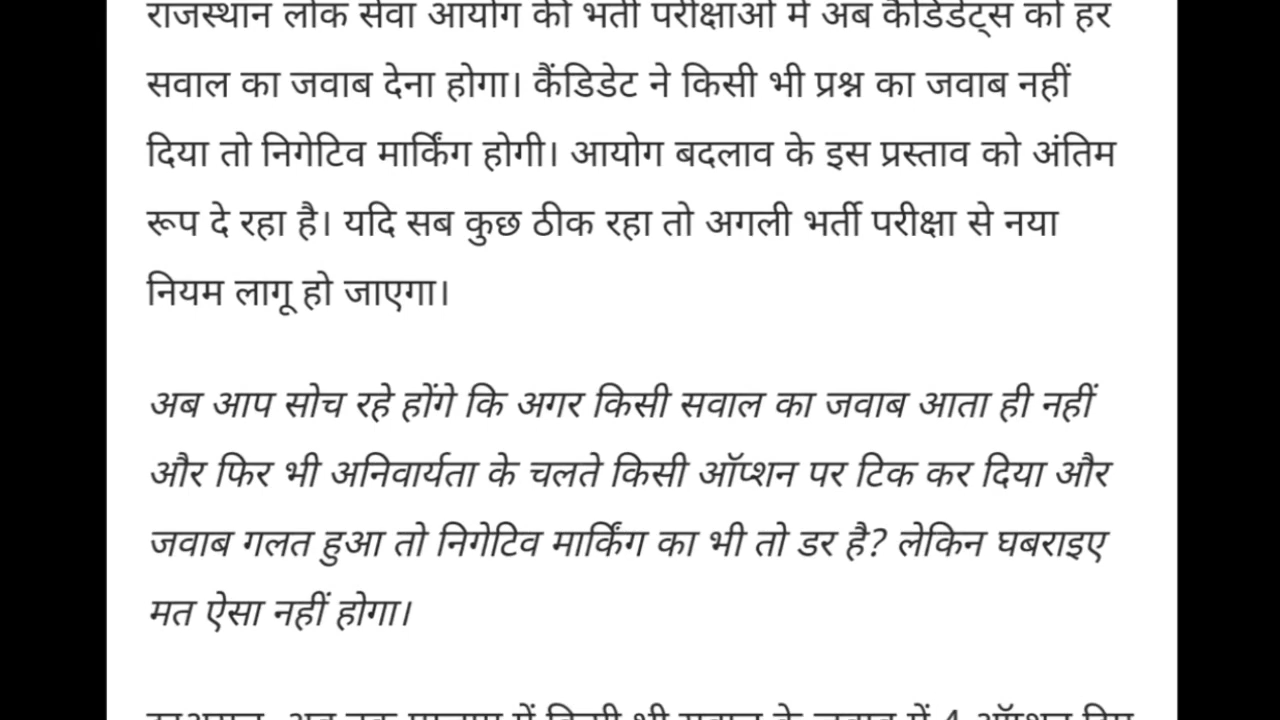 राजस्थान लोक सेवा आयोग की भर्ती परीक्षाओं में अब कैंडिडेट्स को हर
सवाल का जवाब देना होगा। कैंडिडेट ने किसी भी प्रश्न का जवाब नहीं
दिया तो निगेटिव मार्किंग होगी। आयोग बदलाव के इस प्रस्ताव को अंतिम
रूप दे रहा है। यदि सब कुछ ठीक रहा तो अगली भर्ती परीक्षा से नया
नियम लागू हो जाएगा।
अब आप सोच रहे होंगे कि अगर किसी सवाल का जवाब आता ही नहीं
और फिर भी अनिवार्यता के चलते किसी ऑप्शन पर टिक कर दिया और
जवाब गलत हुआ तो निगेटिव मार्किंग का भी तो डर है? लेकिन घबराइए
मत ऐसा नहीं होगा।